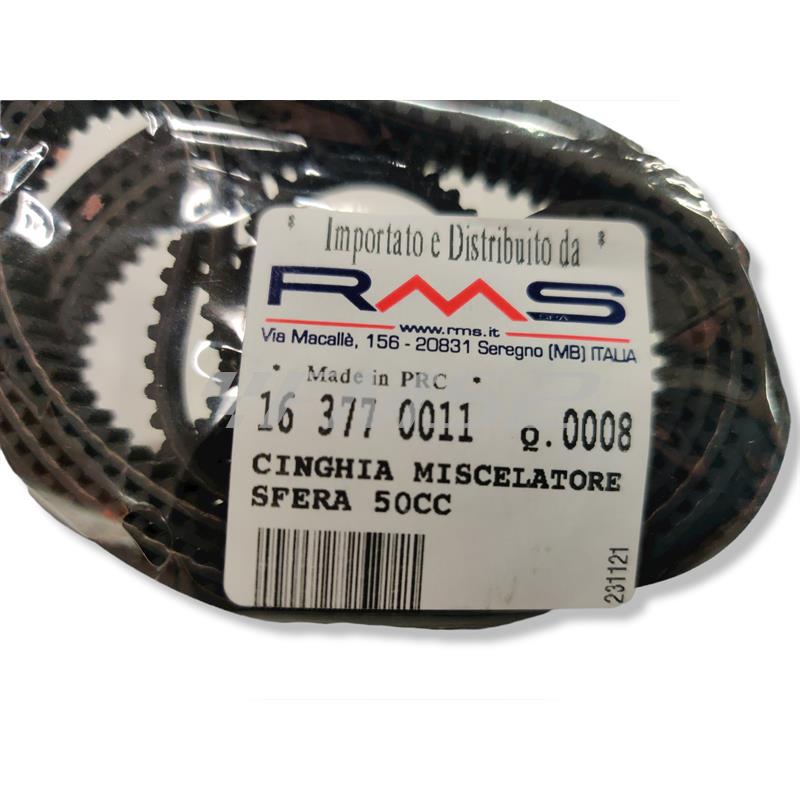 * Importato e Distribuito da *
RMS
SPA
www.rms.it
Via Macallè, 156 - 20831 Seregno (MB) ITALIA
* Made in PRC *
16 377 0011 Q.0008
CINGHIA MISCELATORE
SFERA 50CC
231121